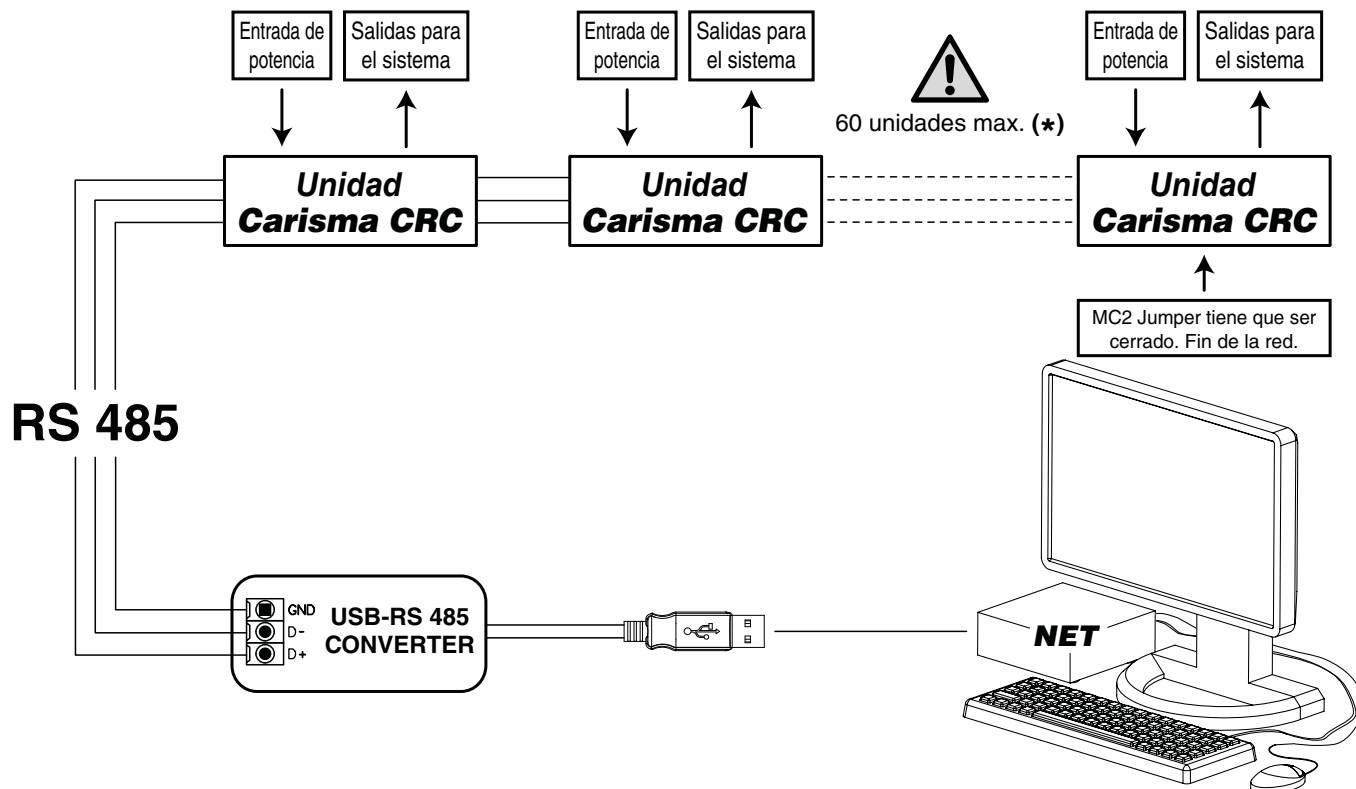 Entrada de
potencia
Salidas para
el sistema
Entrada de
potencia
Salidas para
el sistema
60 unidades max. (*)
Entrada de
potencia
Salidas para
el sistema
Unidad
Carisma CRC
Unidad
Carisma CRC
Unidad
Carisma CRC
MC2 Jumper tiene que ser
cerrado. Fin de la red.
RS 485
GND
D-
D+
USB-RS 485
CONVERTER
NET